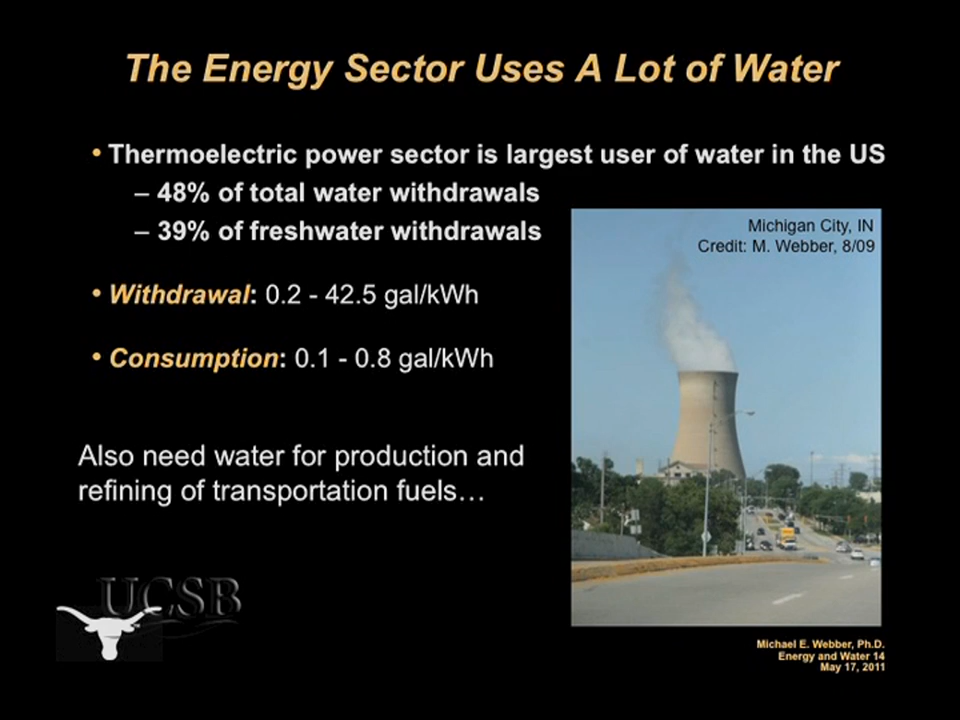 The Energy Sector Uses A Lot of Water
• Thermoelectric power sector is largest user of water in the US
– 48% of total water withdrawals
– 39% of freshwater withdrawals
Michigan City, IN
Credit: M. Webber, 8/09
• Withdrawal: 0.2 - 42.5 gal/kWh
• Consumption: 0.1 - 0.8 gal/kWh
Also need water for production and
refining of transportation fuels…
UCSB
Michael E. Webber, Ph.D.
Energy and Water 14
May 17, 2011